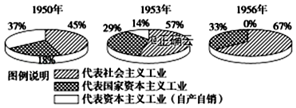 1950年 1953年 1956年
37% 45% 29% 14% 57% 33% 0% 67%
18%
图例说明
代表社会主义工业
代表国家资本主义工业
代表资本主义工业（自产自销）